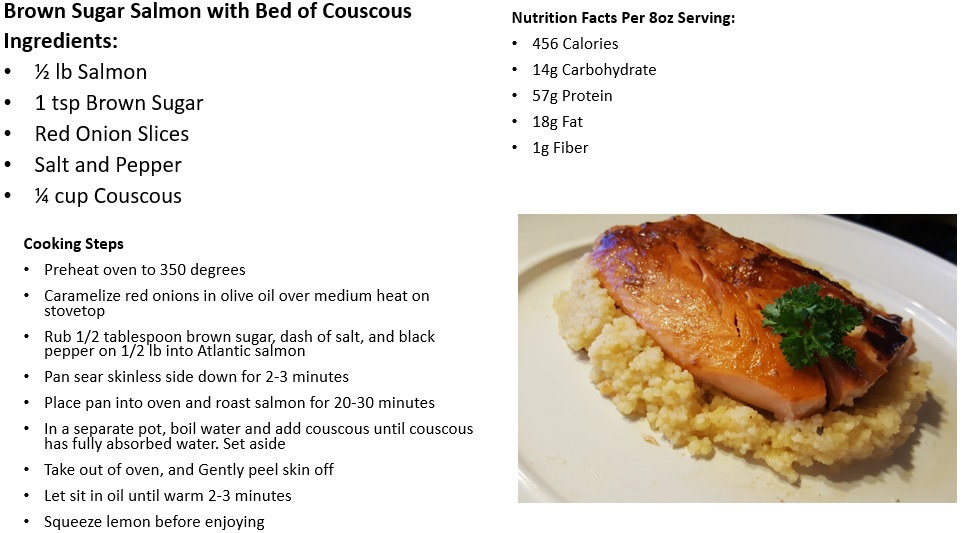 Brown Sugar Salmon with Bed of Couscous
Ingredients:
• ½ lb Salmon
• 1 tsp Brown Sugar
• Red Onion Slices
• Salt and Pepper
• ¼ cup Couscous
Cooking Steps
• Preheat oven to 350 degrees
• Caramelize red onions in olive oil over medium heat on
stovetop
• Rub 1/2 tablespoon brown sugar, dash of salt, and black
pepper on 1/2 lb into Atlantic salmon
• Pan sear skinless side down for 2-3 minutes
• Place pan into oven and roast salmon for 20-30 minutes
• In a separate pot, boil water and add couscous until couscous
has fully absorbed water. Set aside
• Take out of oven, and Gently peel skin off
• Let sit in oil until warm 2-3 minutes
• Squeeze lemon before enjoying
Nutrition Facts Per 8oz Serving:
• 456 Calories
• 14g Carbohydrate
• 57g Protein
• 18g Fat
• 1g Fiber